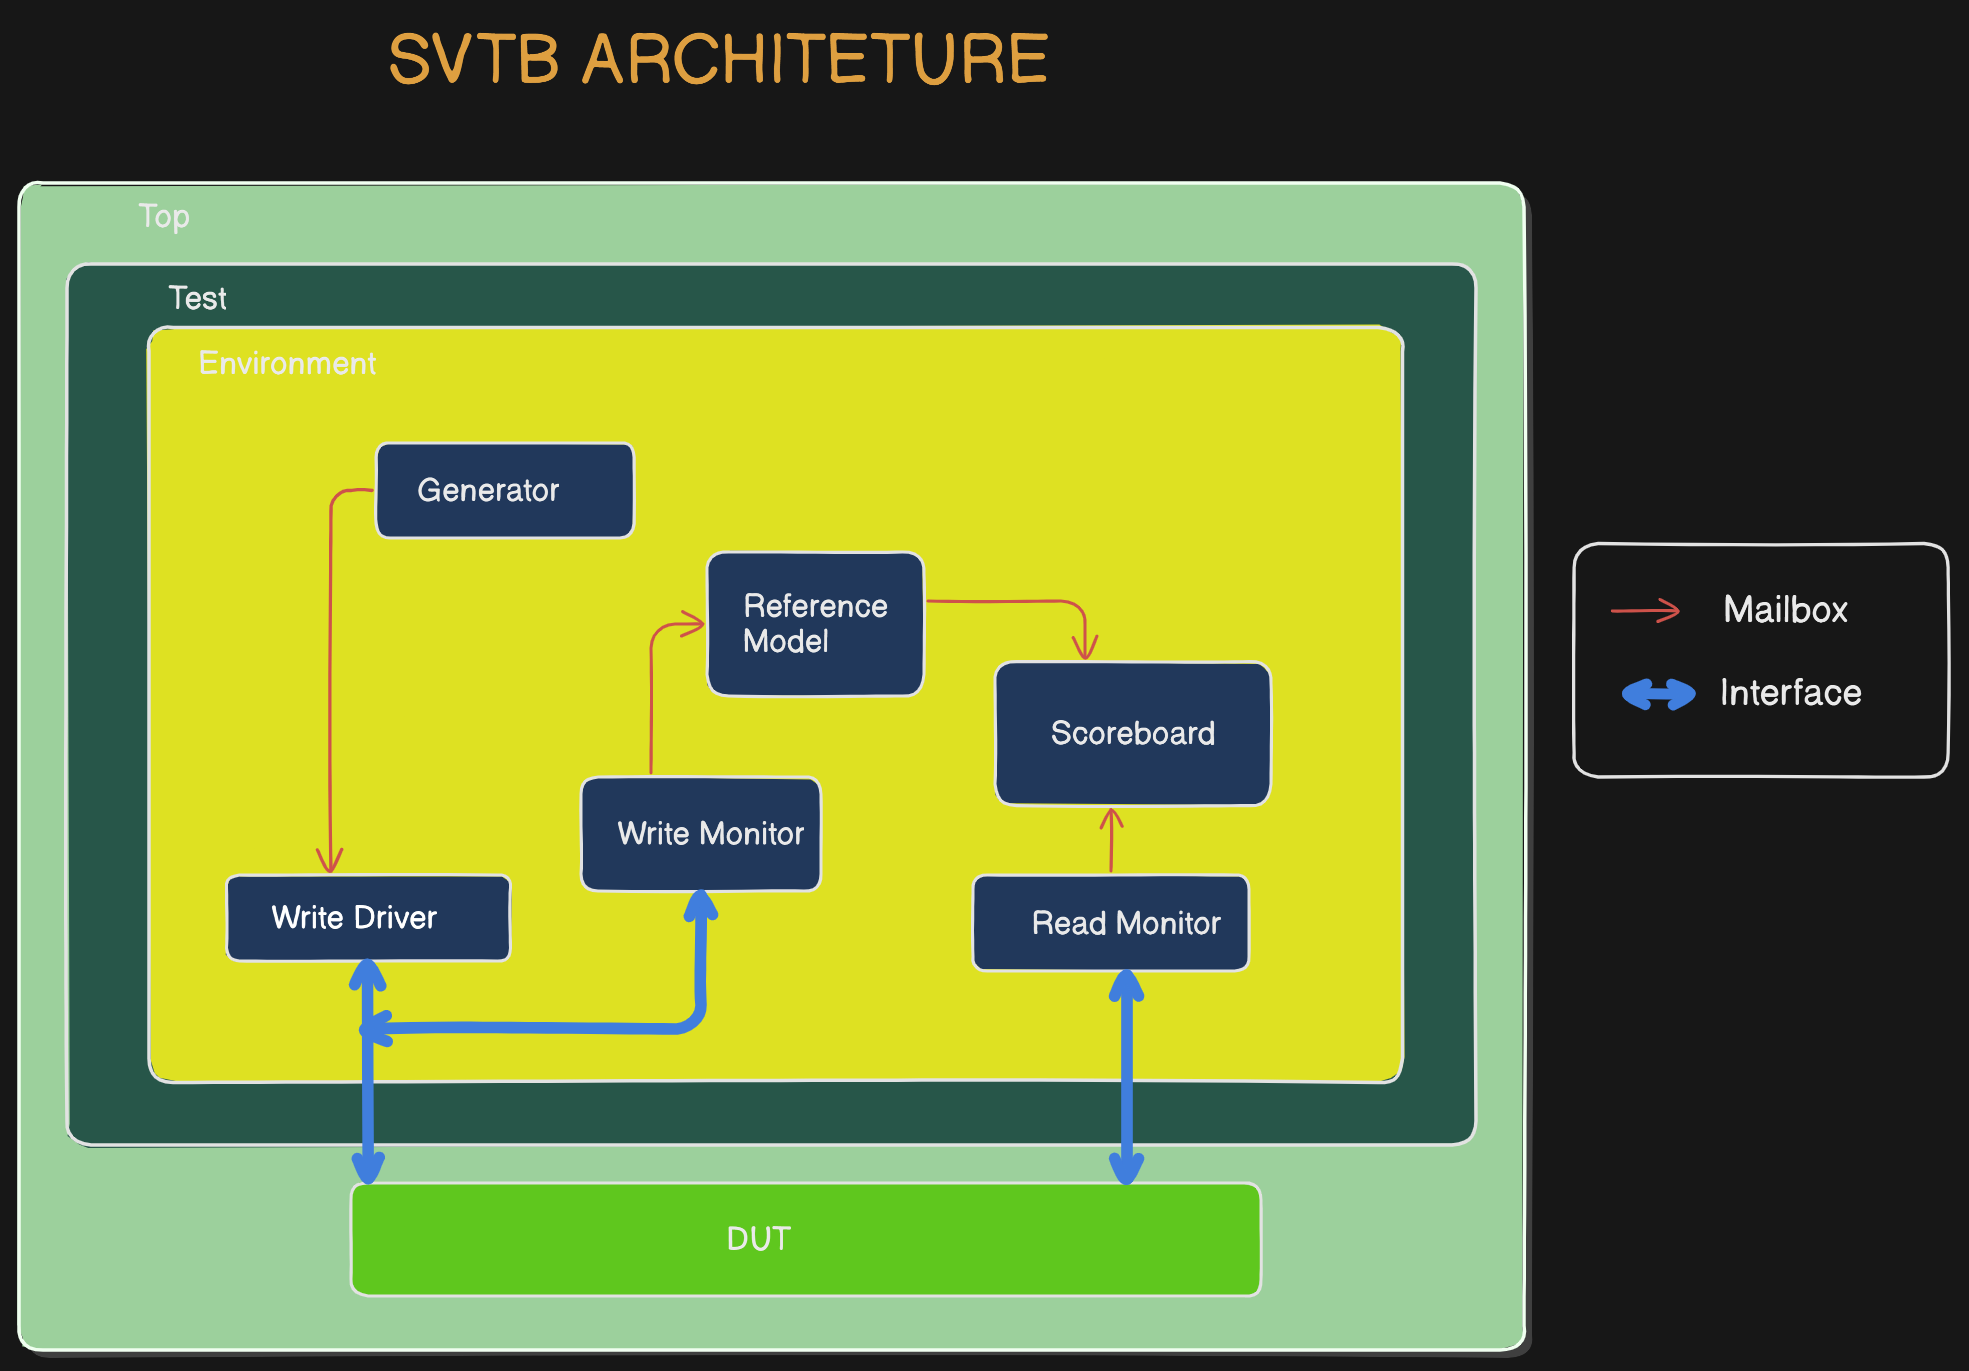 SVTB ARCHITETURE
Top
Test
Environment
Generator
Reference
Model
Scoreboard
Write Monitor
Write Driver
Read Monitor
DUT
Mailbox
Interface